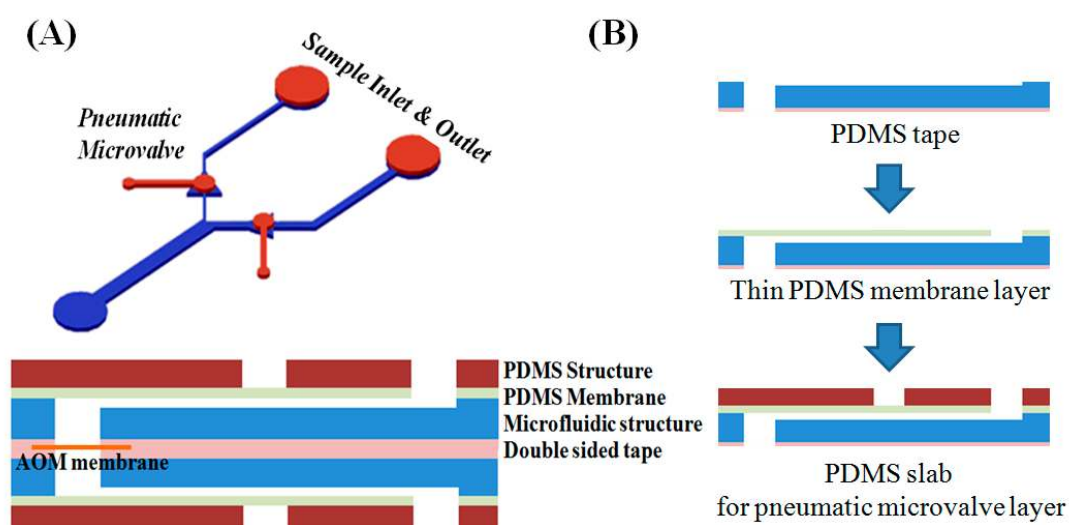 (A)
Sample Inlet & Outlet
Pneumatic
Microvalve
PDMS Structure
PDMS Membrane
Microfluidic structure
Double sided tape
AOM membrane
(B)
PDMS tape
Thin PDMS membrane layer
PDMS slab
for pneumatic microvalve layer